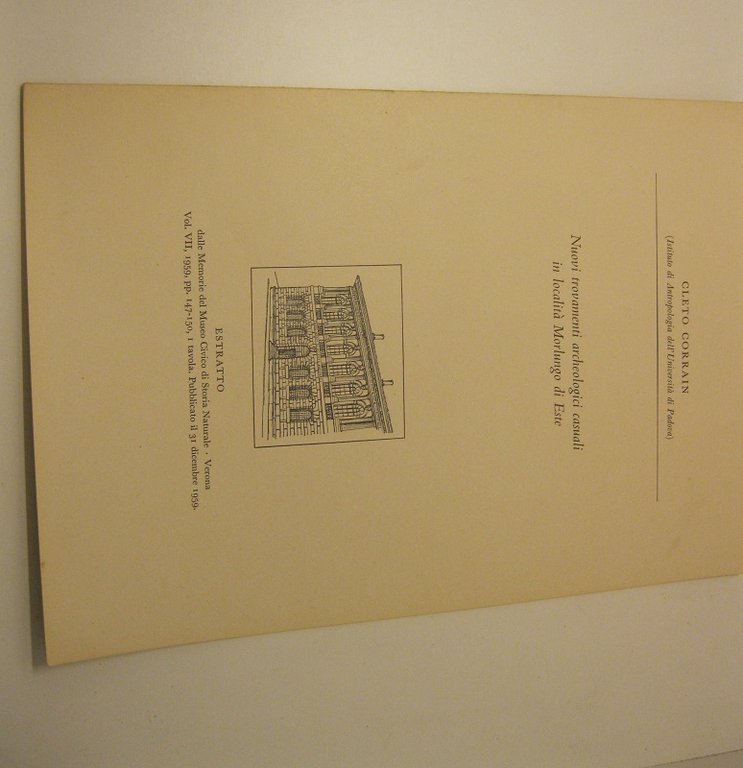 CLETO CORRAIN
(Istituto di Antropologia dell'Università di Padova)
Nuovi trovamenti archeologici casuali
in località Morlungo di Este
ESTRATTO
dalle Memorie del Museo Civico di Storia Naturale · Verona
Vol. VII, 1959, pp. 147-150, 1 tavola. Pubblicato il 31 dicembre 1959.